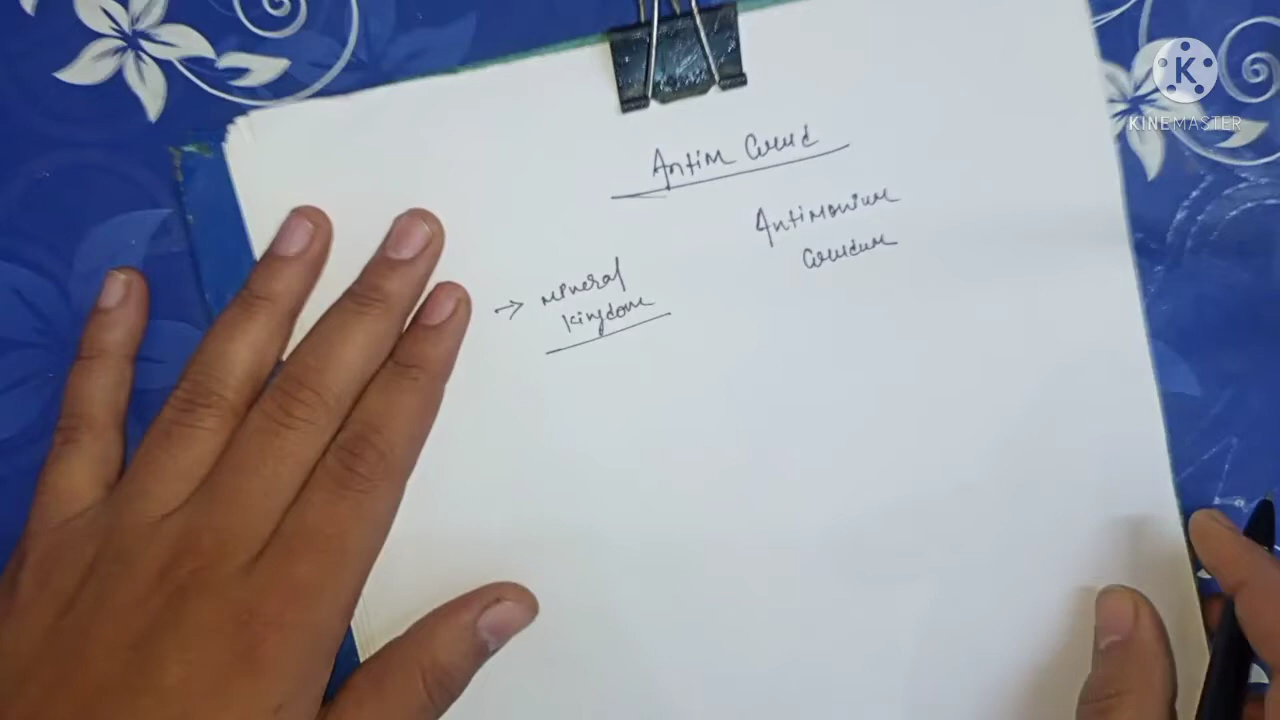 Antim Crud
Antimonium
Crudum
→ Mineral
Kingdom
K
KINEMASTER